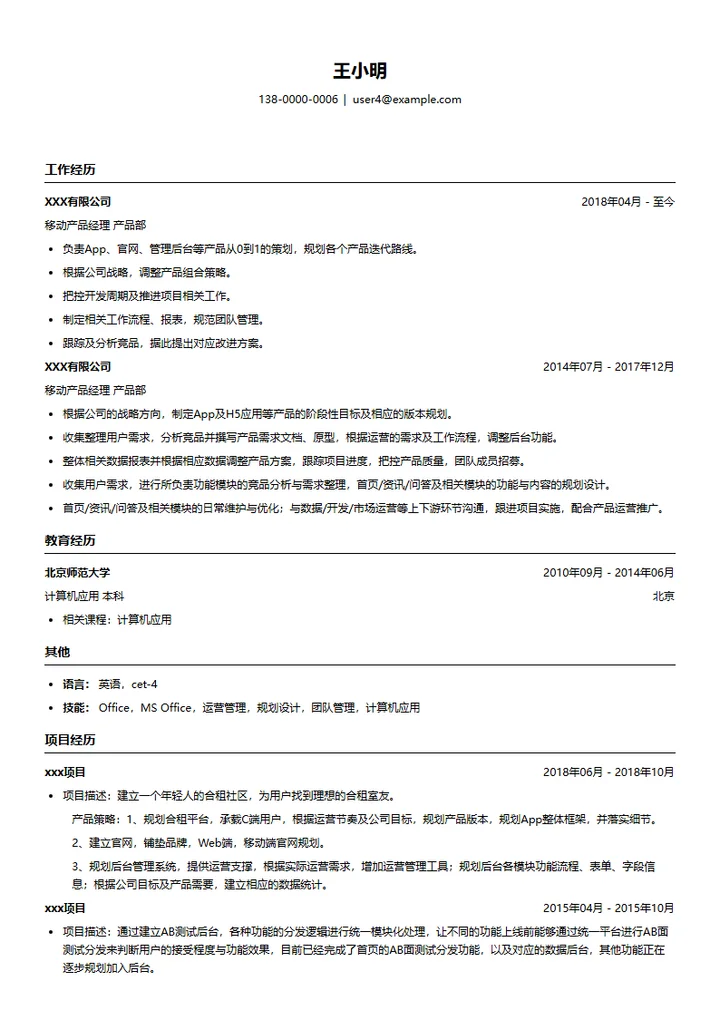 王小明
138-0000-0006 | user4@example.com
工作经历
XXX有限公司 2018年04月 - 至今
移动产品经理 产品部
• 负责App、官网、管理后台等产品从0到1的策划，规划各个产品迭代路线。
• 根据公司战略，调整产品组合策略。
• 把控开发周期及推进项目相关工作。
• 制定相关工作流程、报表，规范团队管理。
• 跟踪及分析竞品，据此提出对应改进方案。
XXX有限公司 2014年07月 - 2017年12月
移动产品经理 产品部
• 根据公司的战略方向，制定App及H5应用等产品的阶段性目标及相应的版本规划。
• 收集整理用户需求，分析竞品并撰写产品需求文档、原型，根据运营的需求及工作流程，调整后台功能。
• 整体相关数据报表并根据相应数据调整产品方案，跟踪项目进度，把控产品质量，团队成员招募。
• 收集用户需求，进行所负责功能模块的竞品分析与需求整理，首页/资讯/问答及相关模块的功能与内容的规划设计。
• 首页/资讯/问答及相关模块的日常维护与优化；与数据/开发/市场运营等上下游环节沟通，跟进项目实施，配合产品运营推广。
教育经历
北京师范大学 2010年09月 - 2014年06月
计算机应用 本科 北京
• 相关课程：计算机应用
其他
• 语言： 英语，cet-4
• 技能： Office，MS Office，运营管理，规划设计，团队管理，计算机应用
项目经历
xxx项目 2018年06月 - 2018年10月
• 项目描述：建立一个年轻人的合租社区，为用户找到理想的合租室友。
产品策略：1、规划合租平台，承载C端用户，根据运营节奏及公司目标，规划产品版本，规划App整体框架，并落实细节。
2、建立官网，铺垫品牌，Web端，移动端官网规划。
3、规划后台管理系统，提供运营支撑，根据实际运营需求，增加运营管理工具；规划后台各模块功能流程、表单、字段信
息；根据公司目标及产品需要，建立相应的数据统计。
xxx项目 2015年04月 - 2015年10月
• 项目描述：通过建立AB测试后台，各种功能的分发逻辑进行统一模块化处理，让不同的功能上线前能够通过统一平台进行AB面
测试分发来判断用户的接受程度与功能效果，目前已经完成了首页的AB面测试分发功能，以及对应的数据后台，其他功能正在
逐步规划加入后台。